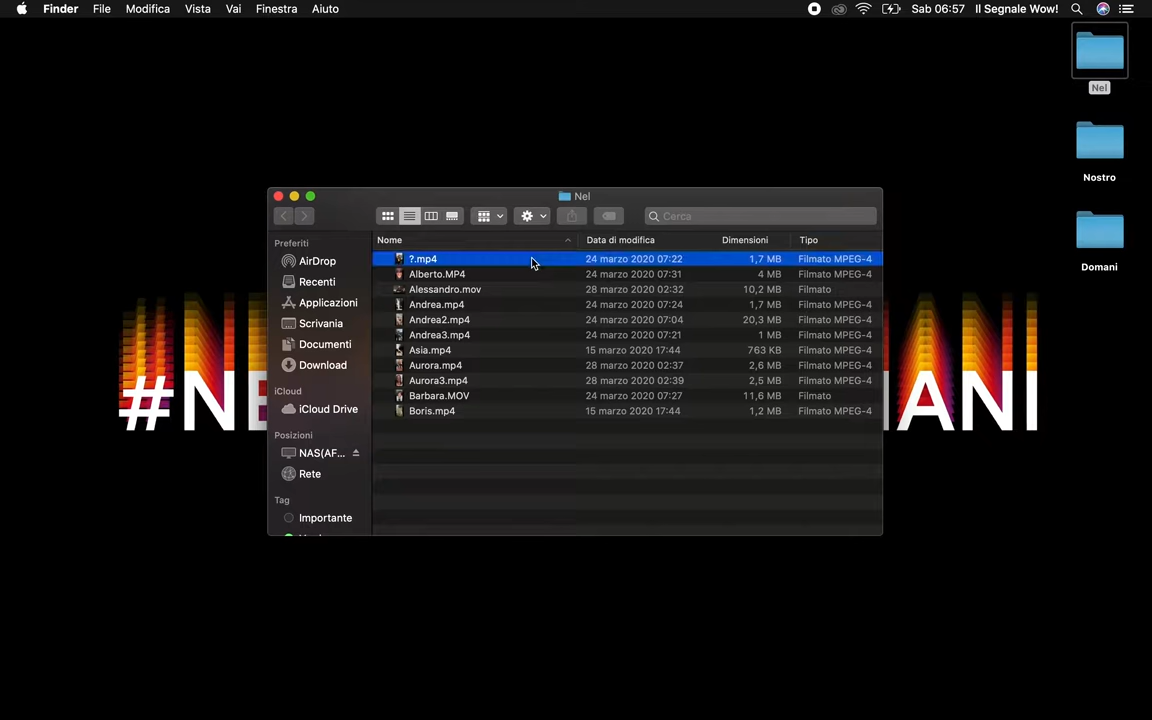 Finder File Modifica Vista Vai Finestra Aiuto Sab 06:57 Il Segnale Wow!
Nel
Nostro
Domani
Nel
Cerca
Preferiti
AirDrop
Recenti
Applicazioni
Scrivania
Documenti
Download
iCloud
iCloud Drive
Posizioni
NAS(AF...
Rete
Tag
Importante
Nome Data di modifica Dimensioni Tipo
?.mp4 24 marzo 2020 07:22 1,7 MB Filmato MPEG-4
Alberto.MP4 24 marzo 2020 07:31 4 MB Filmato MPEG-4
Alessandro.mov 28 marzo 2020 02:32 10,2 MB Filmato
Andrea.mp4 24 marzo 2020 07:24 1,7 MB Filmato MPEG-4
Andrea2.mp4 24 marzo 2020 07:04 20,3 MB Filmato MPEG-4
Andrea3.mp4 24 marzo 2020 07:21 1 MB Filmato MPEG-4
Asia.mp4 15 marzo 2020 17:44 763 KB Filmato MPEG-4
Aurora.mp4 28 marzo 2020 02:37 2,6 MB Filmato MPEG-4
Aurora3.mp4 28 marzo 2020 02:39 2,5 MB Filmato MPEG-4
Barbara.MOV 24 marzo 2020 07:27 11,6 MB Filmato
Boris.mp4 15 marzo 2020 17:44 1,2 MB Filmato MPEG-4
#NE ANI